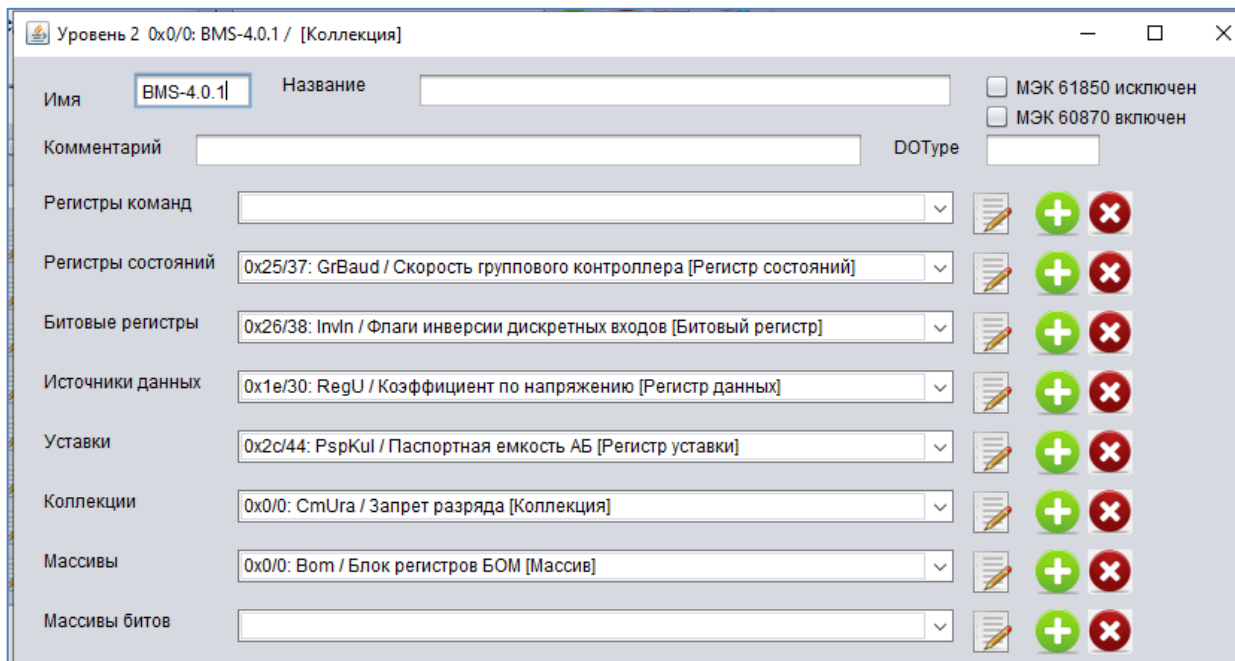 Уровень 2 0x0/0: BMS-4.0.1 / [Коллекция]
Имя BMS-4.0.1 Название МЭК 61850 исключен
МЭК 60870 включен
Комментарий DOType
Регистры команд
Регистры состояний 0x25/37: GrBaud / Скорость группового контроллера [Регистр состояний]
Битовые регистры 0x26/38: InvIn / Флаги инверсии дискретных входов [Битовый регистр]
Источники данных 0x1e/30: RegU / Коэффициент по напряжению [Регистр данных]
Уставки 0x2c/44: PspKul / Паспортная емкость АБ [Регистр уставки]
Коллекции 0x0/0: CmUra / Запрет разряда [Коллекция]
Массивы 0x0/0: Bom / Блок регистров БОМ [Массив]
Массивы битов